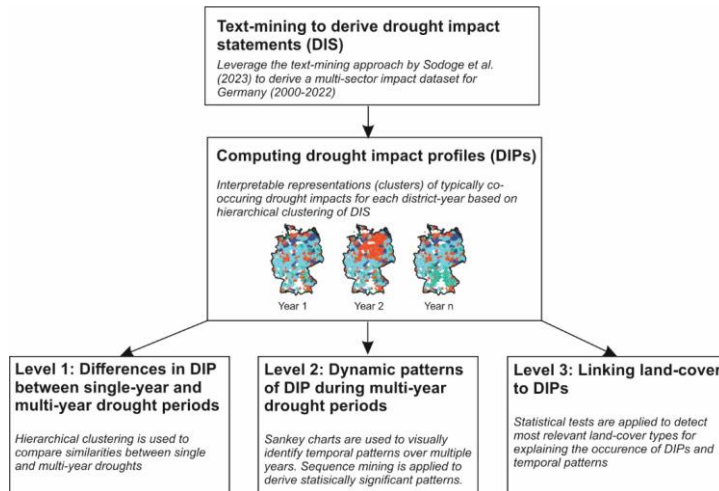 Text-mining to derive drought impact
statements (DIS)
Leverage the text-mining approach by Sodoge et al.
(2023) to derive a multi-sector impact dataset for
Germany (2000-2022)
Computing drought impact profiles (DIPs)
Interpretable representations (clusters) of typically co-
occuring drought impacts for each district-year based on
hierarchical clustering of DIS
Year 1
Year 2
Year n
Level 1: Differences in DIP
between single-year and
multi-year drought periods
Hierarchical clustering is used to
compare similarities between single
and multi-year droughts
Level 2: Dynamic patterns
of DIP during multi-year
drought periods
Sankey charts are used to visually
identify temporal patterns over multiple
years. Sequence mining is applied to
derive statisically significant patterns.
Level 3: Linking land-cover
to DIPs
Statistical tests are applied to detect
most relevant land-cover types for
explaining the occurence of DIPs and
temporal patterns